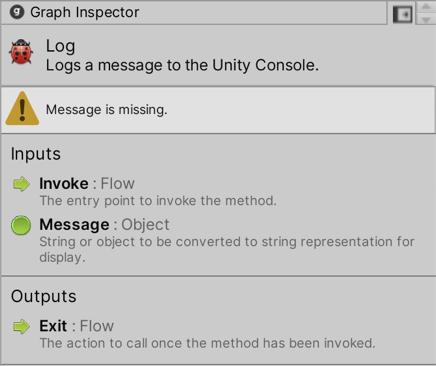 Graph Inspector
Log
Logs a message to the Unity Console.
Message is missing.
Inputs
Invoke : Flow
The entry point to invoke the method.
Message : Object
String or object to be converted to string representation for
display.
Outputs
Exit : Flow
The action to call once the method has been invoked.